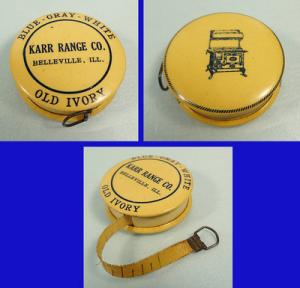 BLUE-GRAY-WHITE
KARR RANGE CO.
BELLEVILLE, ILL.
OLD IVORY
BLUE-GRAY-WHITE
KARR RANGE CO.
BELLEVILLE, ILL.
OLD IVORY